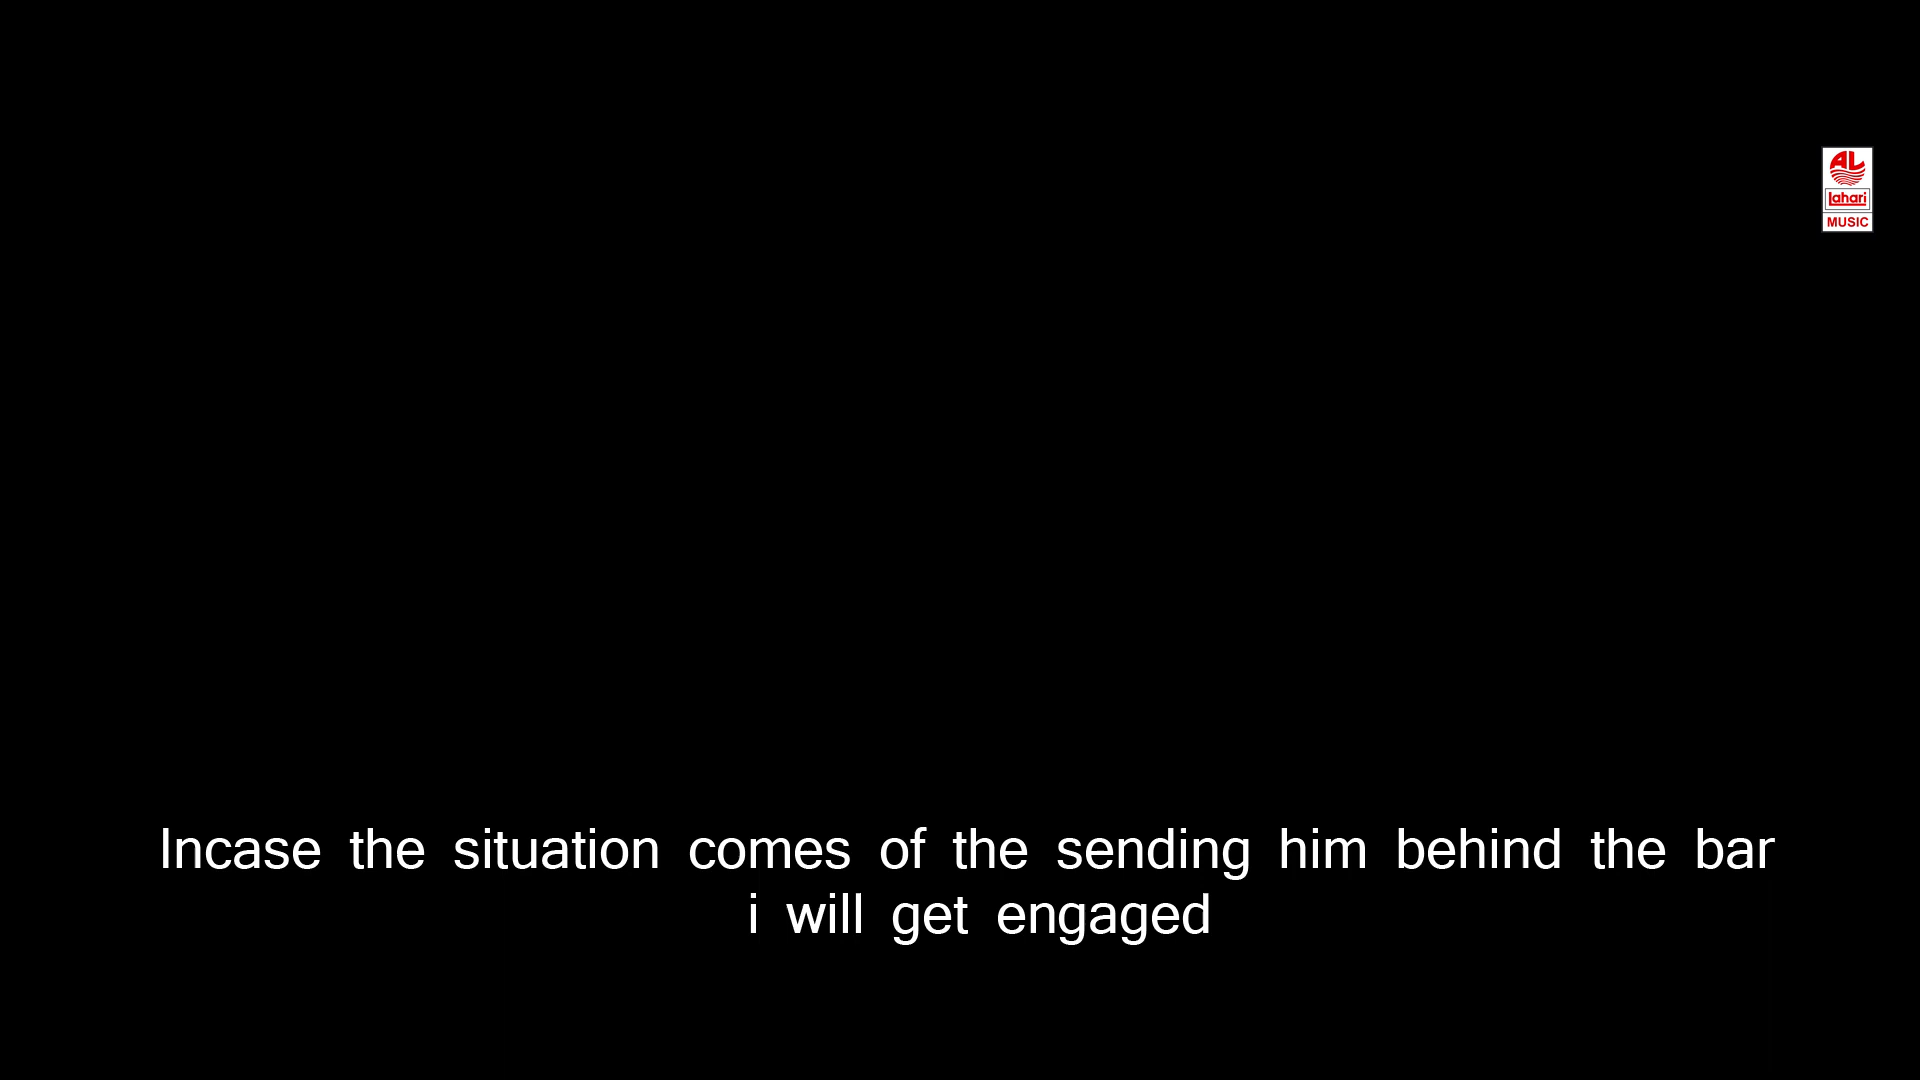 AL
Lahari
MUSIC
Incase the situation comes of the sending him behind the bar
i will get engaged